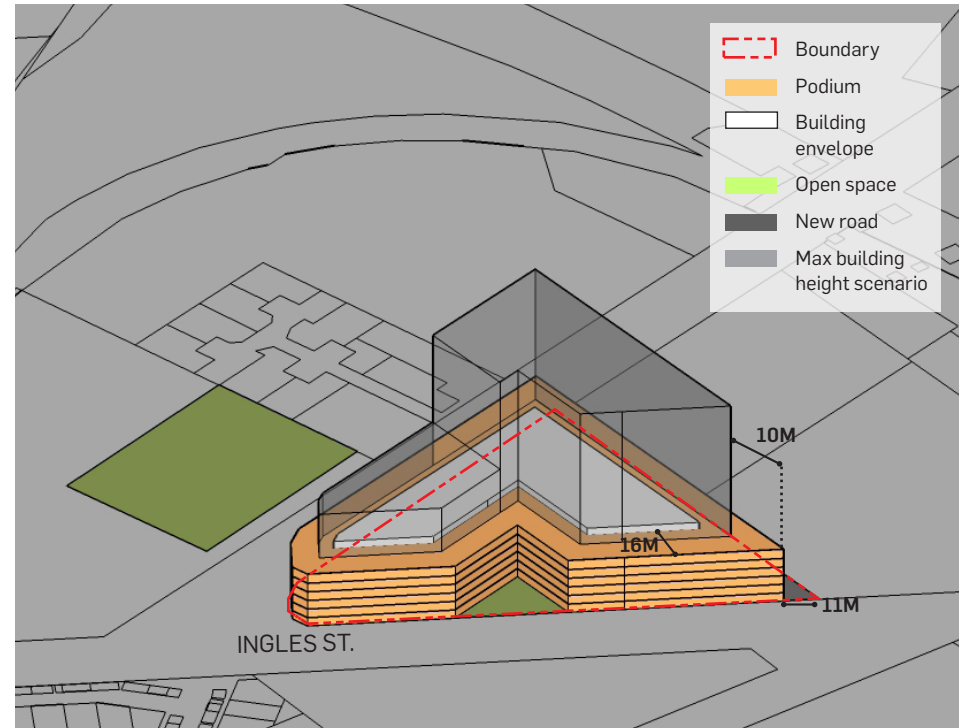 Boundary
Podium
Building
envelope
Open space
New road
Max building
height scenario
10M
16M
11M
INGLES ST.